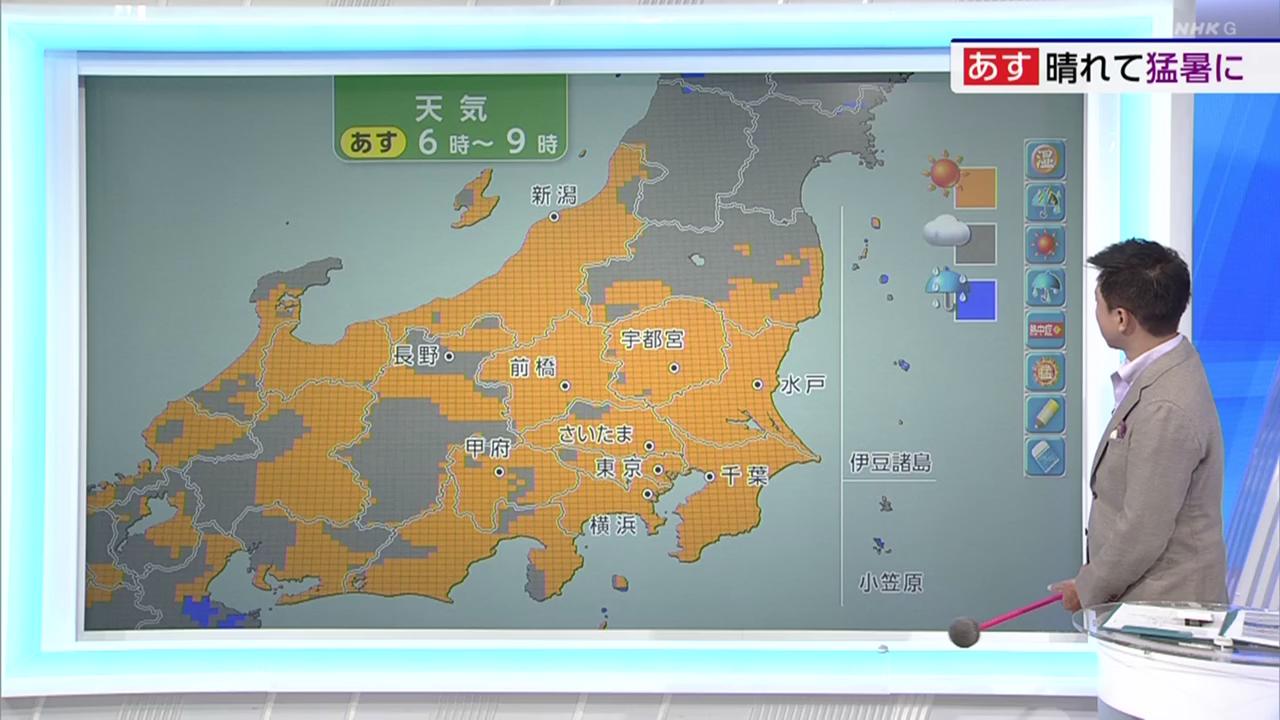 NHK G
あす 晴れて猛暑に
天気
あす 6時～9時
新潟
長野
前橋
宇都宮
水戸
甲府
さいたま
東京
千葉
横浜
伊豆諸島
小笠原
温
熱中症